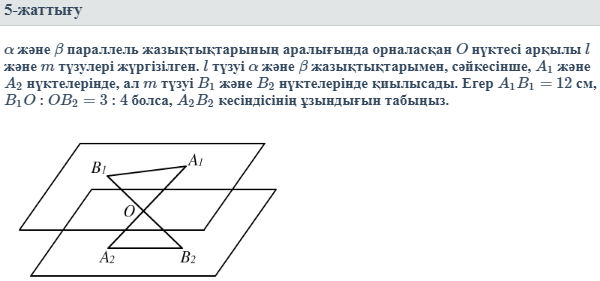 5-жаттығу
α және β параллель жазықтықтарының аралығында орналасқан O нүктесі арқылы l
және m түзулері жүргізілген. l түзуі α және β жазықтықтарымен, сәйкесінше, A₁ және
A₂ нүктелерінде, ал m түзуі B₁ және B₂ нүктелерінде қиылысады. Егер A₁B₁ = 12 см,
B₁O : OB₂ = 3 : 4 болса, A₂B₂ кесіндісінің ұзындығын табыңыз.
B₁ A₁
O
A₂ B₂